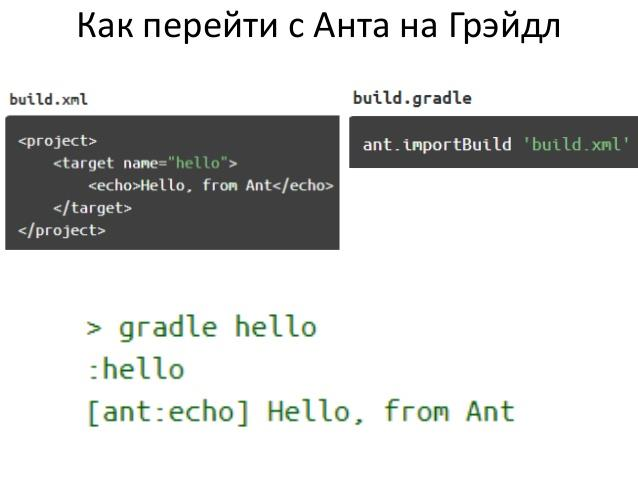 Как перейти с Анта на Грэйдл
build.xml
<project>
    <target name="hello">
        <echo>Hello, from Ant</echo>
    </target>
</project>
build.gradle
ant.importBuild 'build.xml'
> gradle hello
:hello
[ant:echo] Hello, from Ant